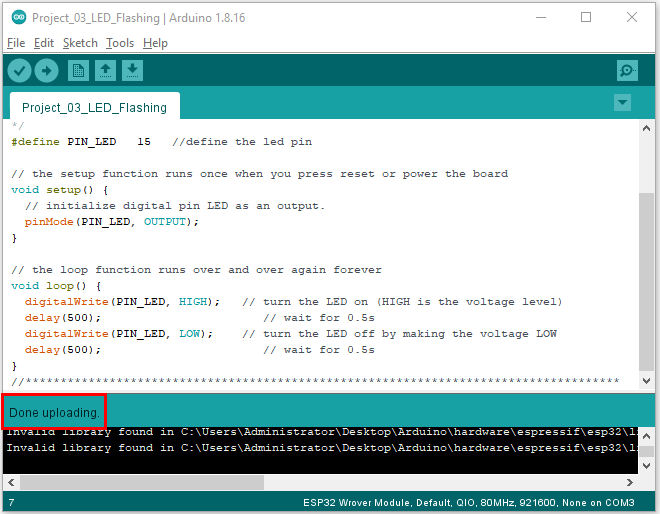 Project_03_LED_Flashing | Arduino 1.8.16
File Edit Sketch Tools Help
Project_03_LED_Flashing
*/
#define PIN_LED   15   //define the led pin
// the setup function runs once when you press reset or power the board
void setup() {
  // initialize digital pin LED as an output.
  pinMode(PIN_LED, OUTPUT);
}
// the loop function runs over and over again forever
void loop() {
  digitalWrite(PIN_LED, HIGH);   // turn the LED on (HIGH is the voltage level)
  delay(500);                       // wait for 0.5s
  digitalWrite(PIN_LED, LOW);    // turn the LED off by making the voltage LOW
  delay(500);                       // wait for 0.5s
}
//*************************************************************************************
Done uploading.
Invalid library found in C:\Users\Administrator\Desktop\Arduino\hardware\espressif\esp32\l
Invalid library found in C:\Users\Administrator\Desktop\Arduino\hardware\espressif\esp32\l
7 ESP32 Wrover Module, Default, QIO, 80MHz, 921600, None on COM3